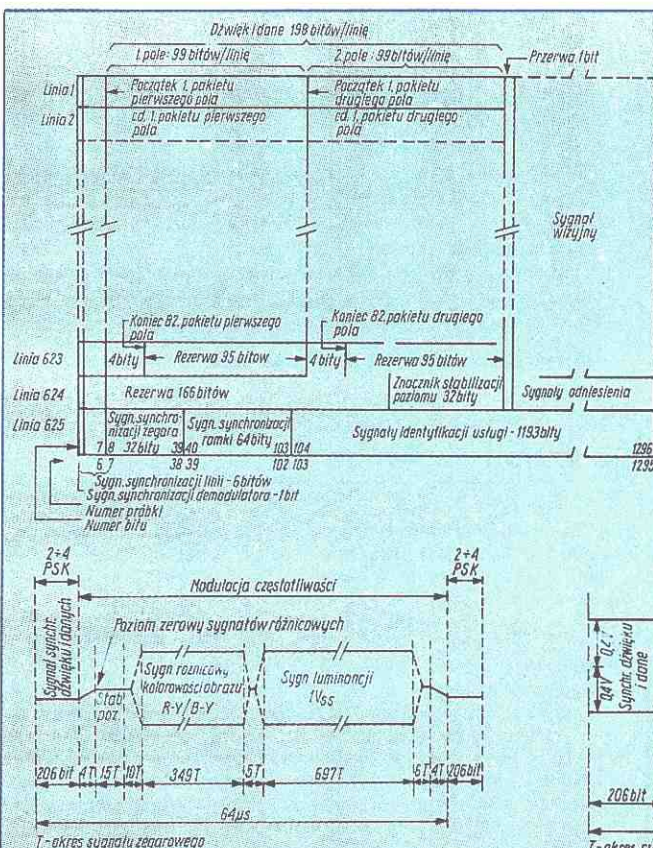 Dźwięk i dane 198 bitów/linię
1. pole: 99 bitów/linię
2. pole: 99 bitów/linię
Przerwa 1 bit
Linia 1
Początek 1. pakietu
pierwszego pola
Początek 1. pakietu
drugiego pola
Linia 2
cd. 1. pakietu pierwszego
pola
cd. 1. pakietu drugiego
pola
Sygnał
wizyjny
Koniec 82. pakietu pierwszego
pola
Koniec 82. pakietu drugiego
pola
Linia 623
4 bity
Rezerwa 95 bitów
4 bity
Rezerwa 95 bitów
Linia 624
Rezerwa 166 bitów
Znacznik stabilizacji
poziomu 32 bity
Sygnały odniesienia
Linia 625
Sygn. synchro-
nizacji zegara
32 bity
Sygn. synchronizacji
ramki 64 bity
Sygnały identyfikacji usługi - 1193 bity
7 8 39 40 103 104 1296
6 7 38 39 102 103 1295
Sygn. synchronizacji linii - 6 bitów
Sygn. synchronizacji demodulatora - 1 bit
Numer próbki
Numer bitu
2÷4
PSK
Modulacja częstotliwości
2÷4
PSK
Sygnał synchr.
dźwięku i danych
Poziom zerowy sygnałów różnicowych
Stab.
poz.
Sygn. różnicowy
kolorowości obrazu
R-Y/B-Y
Sygn. luminancji
1Vss
0,4V
Synchr. dźwięku
i dane
206 bit 4T 15T 10T 349T 5T 697T 6T 4T 206 bit
206 bit
64µs
T - okres sygnału zegarowego
T - okres